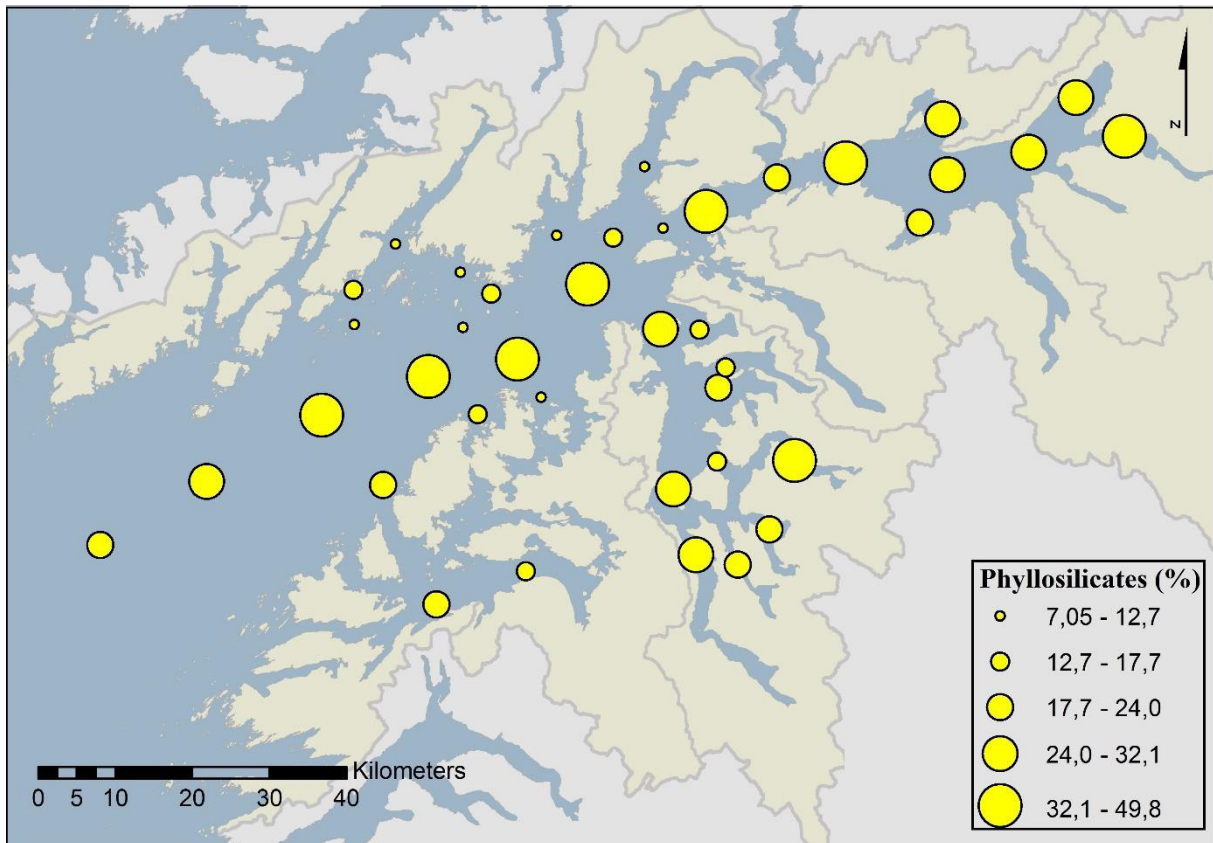 N
Phyllosilicates (%)
7,05 - 12,7
12,7 - 17,7
17,7 - 24,0
24,0 - 32,1
32,1 - 49,8
Kilometers
0 5 10 20 30 40